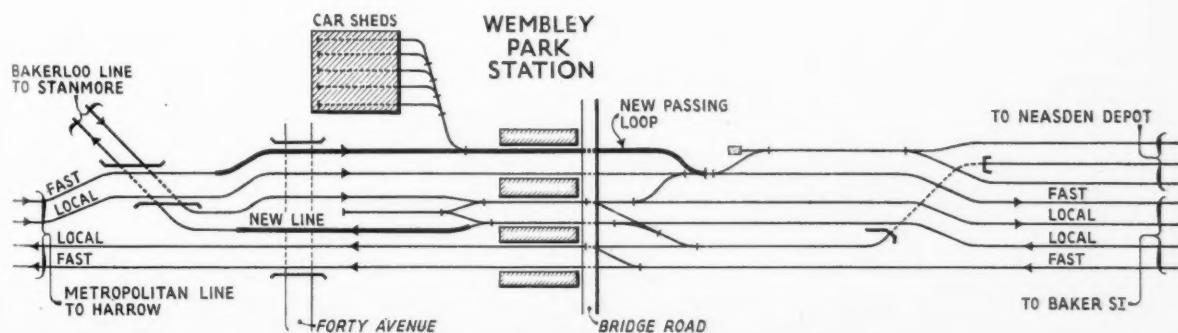 CAR SHEDS
WEMBLEY
PARK
STATION
BAKERLOO LINE
TO STANMORE
NEW PASSING
LOOP
TO NEASDEN DEPOT
FAST
LOCAL
NEW LINE
LOCAL
FAST
FAST
LOCAL
LOCAL
FAST
METROPOLITAN LINE
TO HARROW
FORTY AVENUE
BRIDGE ROAD
TO BAKER ST